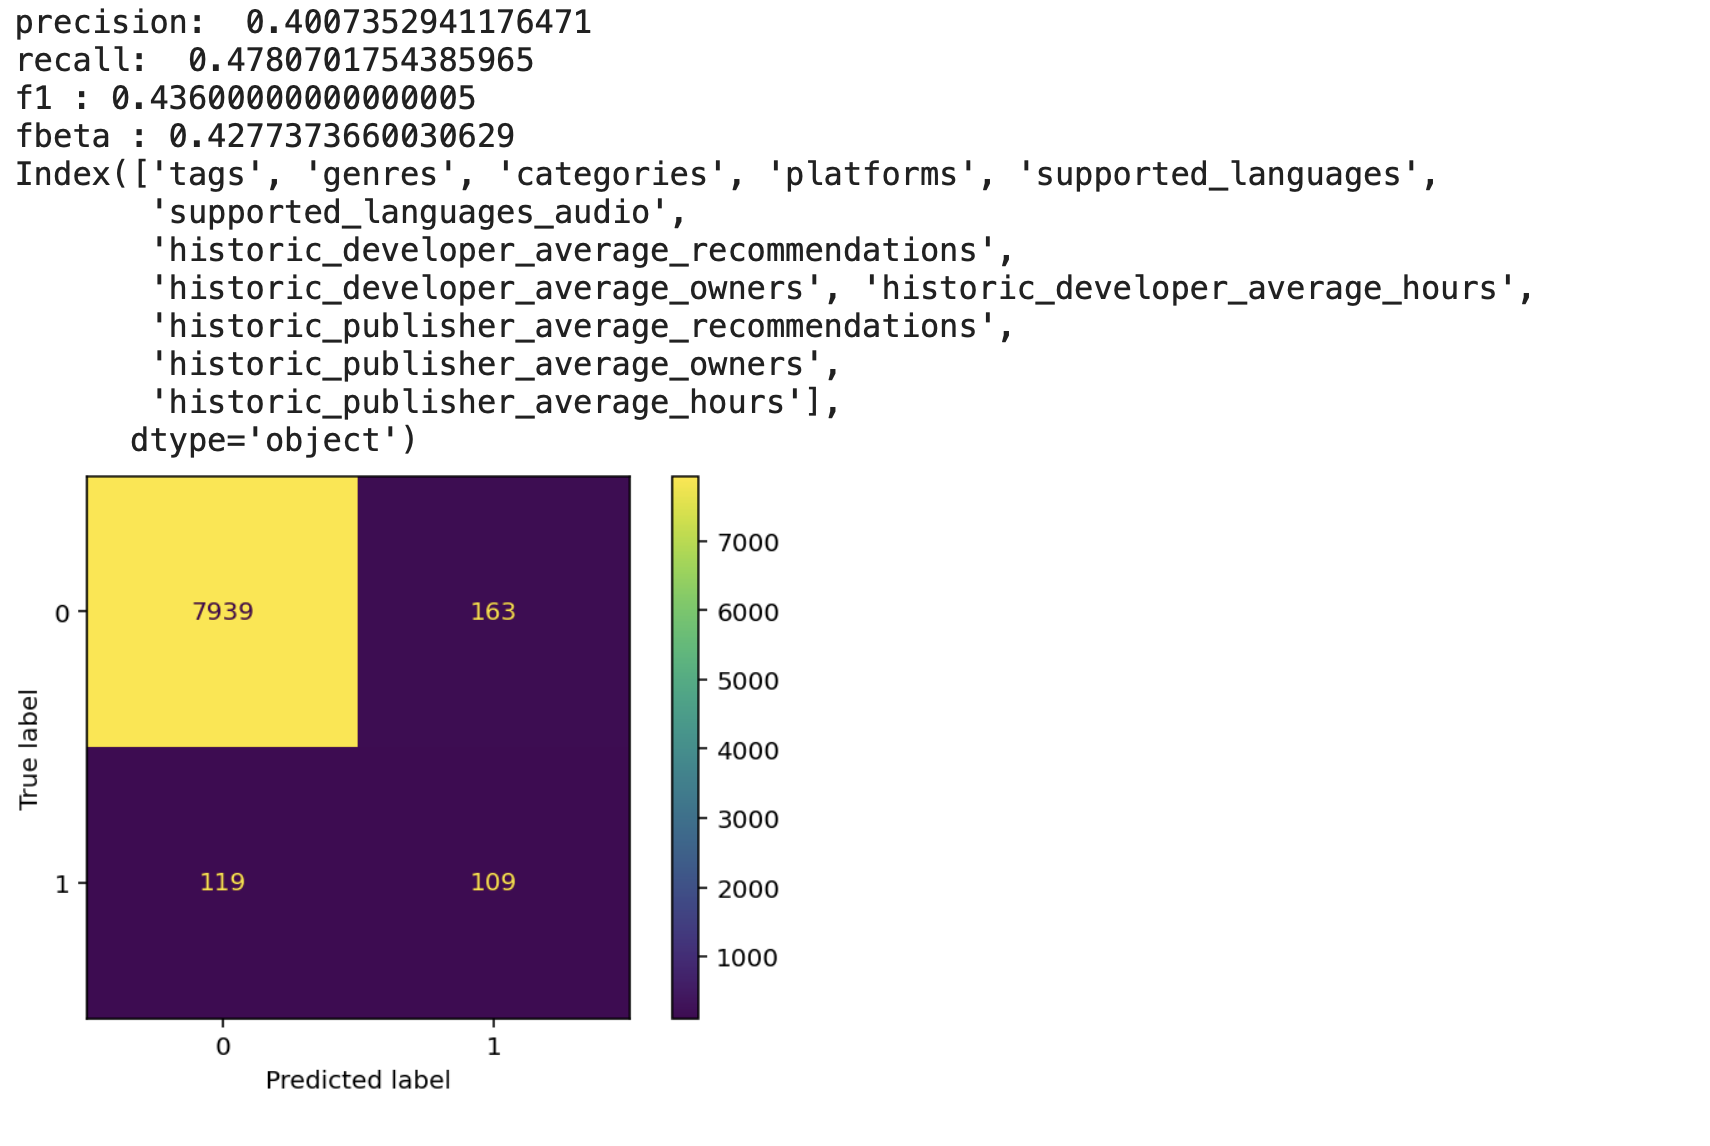 precision:  0.4007352941176471
recall:  0.4780701754385965
f1 : 0.43600000000000005
fbeta : 0.4277373660030629
Index(['tags', 'genres', 'categories', 'platforms', 'supported_languages',
       'supported_languages_audio',
       'historic_developer_average_recommendations',
       'historic_developer_average_owners', 'historic_developer_average_hours',
       'historic_publisher_average_recommendations',
       'historic_publisher_average_owners',
       'historic_publisher_average_hours'],
      dtype='object')
7000
0 7939 163 6000
5000
4000
True label
3000
1 119 109 2000
1000
0 1
Predicted label